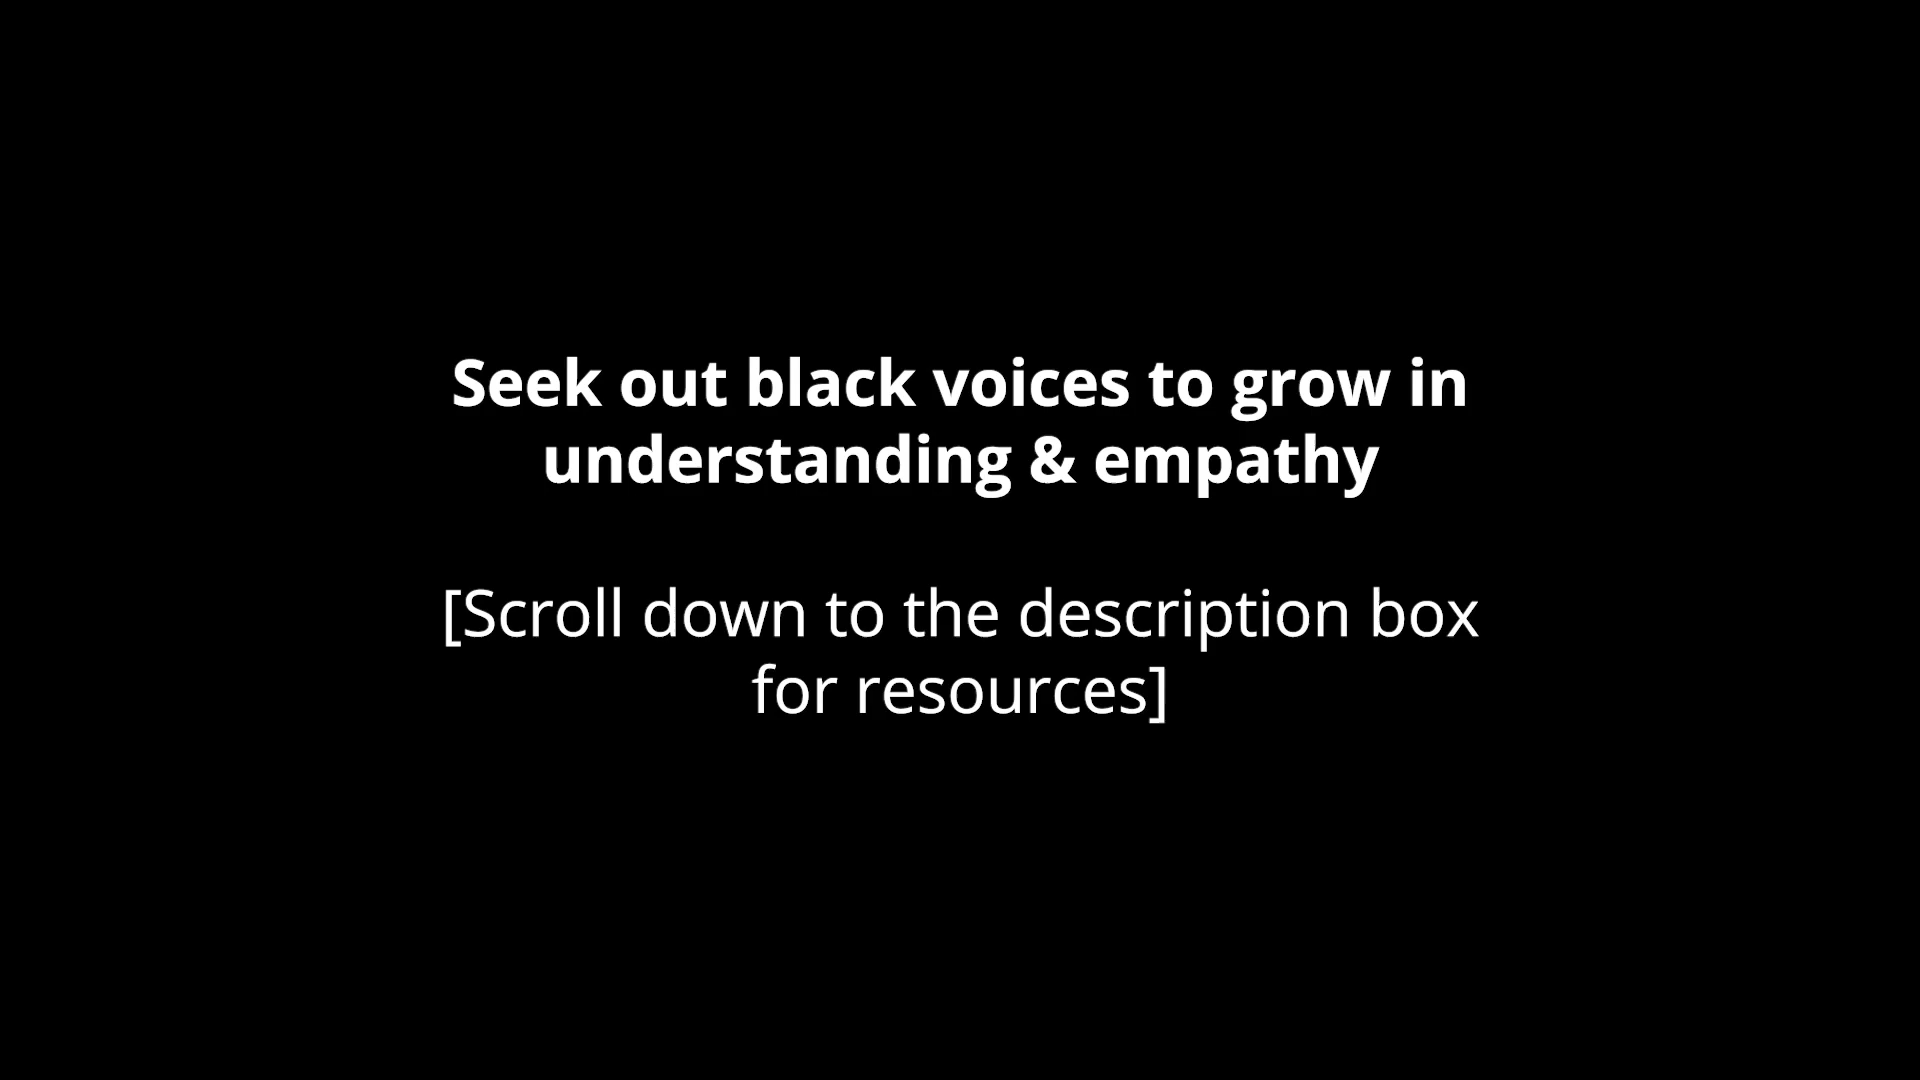 Seek out black voices to grow in
understanding & empathy
[Scroll down to the description box
for resources]